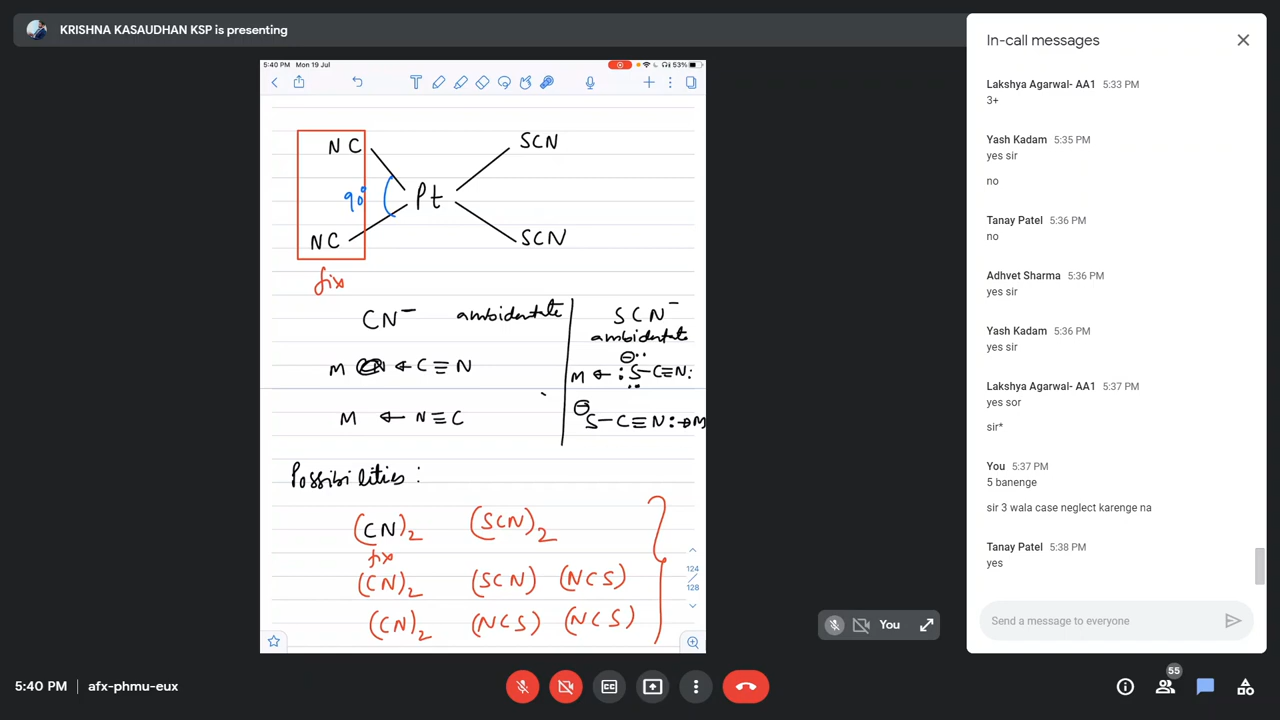 KRISHNA KASAUDHAN KSP is presenting
5:40 PM Mon 19 Jul
53%
T
NC
SCN
90°
Pt
NC
SCN
fix
CN⁻ ambidentate
SCN⁻
ambidentate
M ← C≡N
M ← :S–C≡N:
M ← N≡C
S–C≡N:→M
Possibilities:
(CN)₂ (SCN)₂
fix
(CN)₂ (SCN) (NCS)
(CN)₂ (NCS) (NCS)
124
128
You
5:40 PM | afx-phmu-eux
In-call messages
Lakshya Agarwal- AA1 5:33 PM
3+
Yash Kadam 5:35 PM
yes sir
no
Tanay Patel 5:36 PM
no
Adhvet Sharma 5:36 PM
yes sir
Yash Kadam 5:36 PM
yes sir
Lakshya Agarwal- AA1 5:37 PM
yes sor
sir*
You 5:37 PM
5 banenge
sir 3 wala case neglect karenge na
Tanay Patel 5:38 PM
yes
Send a message to everyone
55